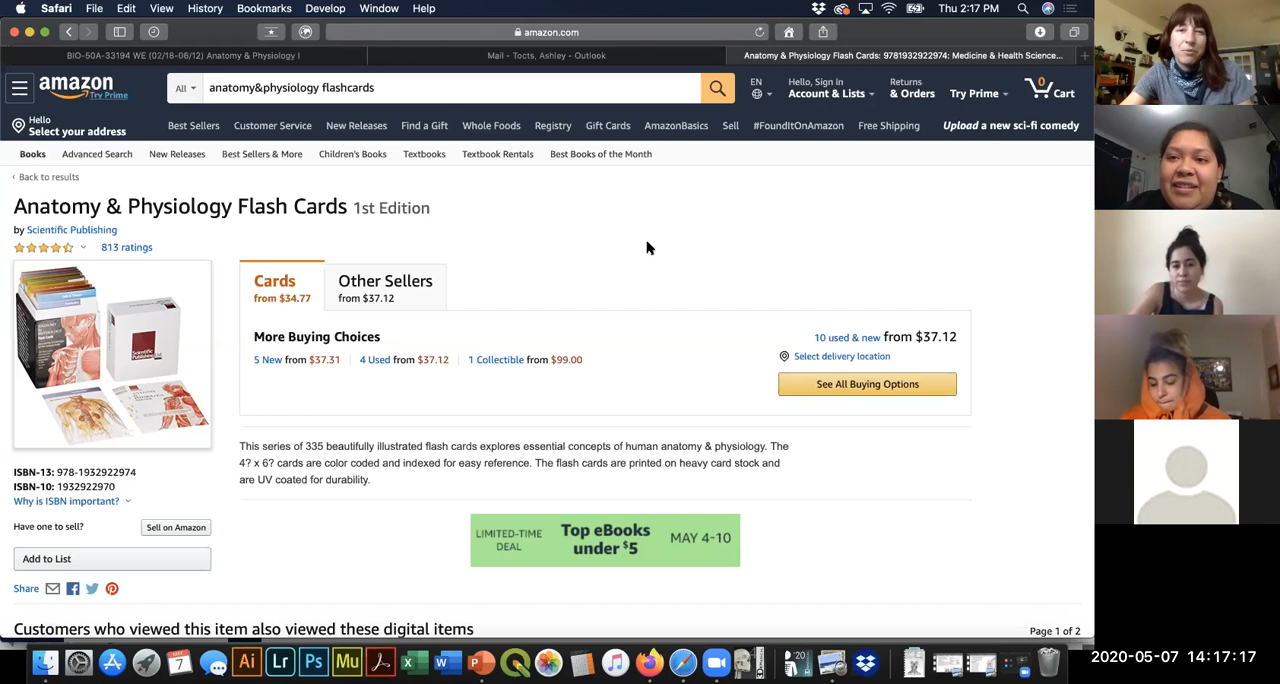 Safari File Edit View History Bookmarks Develop Window Help Thu 2:17 PM
amazon.com
BIO-50A-33194 WE (02/18-06/12) Anatomy & Physiology I
Mail - Tocts, Ashley - Outlook
Anatomy & Physiology Flash Cards: 9781932922974: Medicine & Health Science...
amazon
Try Prime
All
anatomy&physiology flashcards
EN
Hello, Sign in
Account & Lists
Returns
& Orders
Try Prime
0
Cart
Hello
Select your address
Best Sellers Customer Service New Releases Find a Gift Whole Foods Registry Gift Cards AmazonBasics Sell #FoundItOnAmazon Free Shipping Upload a new sci-fi comedy
Books Advanced Search New Releases Best Sellers & More Children's Books Textbooks Textbook Rentals Best Books of the Month
‹ Back to results
Anatomy & Physiology Flash Cards 1st Edition
by Scientific Publishing
813 ratings
Cards
from $34.77
Other Sellers
from $37.12
More Buying Choices
10 used & new from $37.12
5 New from $37.31 | 4 Used from $37.12 | 1 Collectible from $99.00
Select delivery location
See All Buying Options
This series of 335 beautifully illustrated flash cards explores essential concepts of human anatomy & physiology. The
4? x 6? cards are color coded and indexed for easy reference. The flash cards are printed on heavy card stock and
are UV coated for durability.
ISBN-13: 978-1932922974
ISBN-10: 1932922970
Why is ISBN important?
Have one to sell?
Sell on Amazon
Add to List
Share
LIMITED-TIME
DEAL
Top eBooks
under $5
MAY 4-10
Customers who viewed this item also viewed these digital items
Page 1 of 2
7
Ai Lr Ps Mu
X W P
2020-05-07 14:17:17